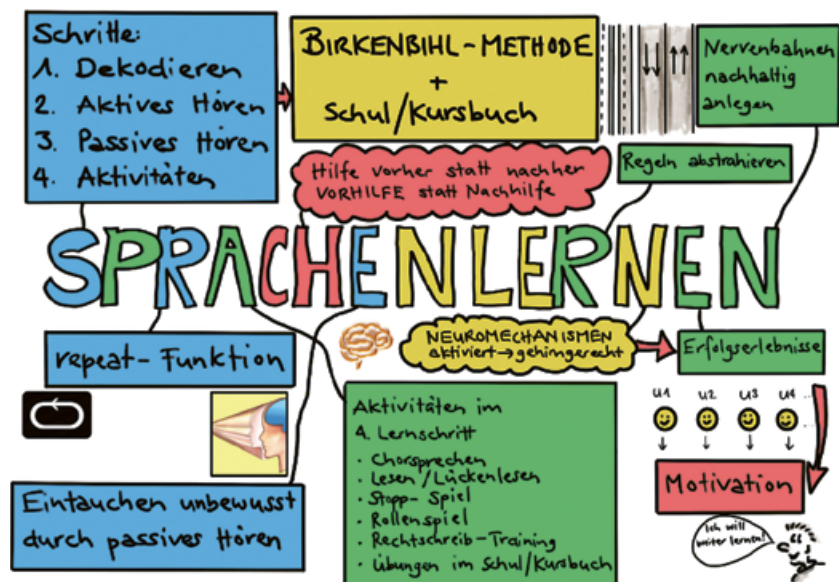 Schritte:
1. Dekodieren
2. Aktives Hören
3. Passives Hören
4. Aktivitäten
BIRKENBIHL-METHODE
+
Schul/Kursbuch
Nervenbahnen
nachhaltig
anlegen
Hilfe vorher statt nachher
VORHILFE statt Nachhilfe
Regeln abstrahieren
SPRACHENLERNEN
repeat-Funktion
NEUROMECHANISMEN
aktiviert → gehirngerecht
Erfolgserlebnisse
Aktivitäten im
4. Lernschritt
· Chorsprechen
· Lesen/Lückenlesen
· Stopp-Spiel
· Rollenspiel
· Rechtschreib-Training
· Übungen im Schul/Kursbuch
U1 U2 U3 U4 ...
Motivation
Eintauchen unbewusst
durch passives Hören
Ich will
weiter lernen!